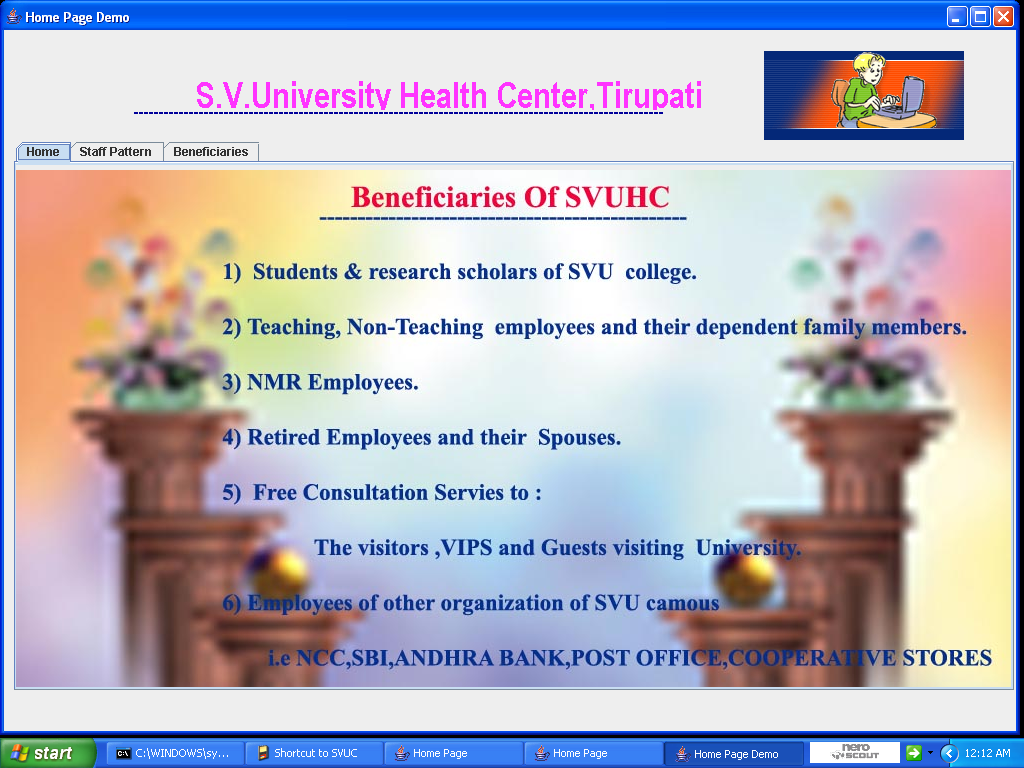 Home Page Demo
S.V.University Health Center,Tirupati
Home Staff Pattern Beneficiaries
Beneficiaries Of SVUHC
1) Students & research scholars of SVU college.
2) Teaching, Non-Teaching employees and their dependent family members.
3) NMR Employees.
4) Retired Employees and their Spouses.
5) Free Consultation Servies to :
The visitors ,VIPS and Guests visiting University.
6) Employees of other organization of SVU camous
i.e NCC,SBI,ANDHRA BANK,POST OFFICE,COOPERATIVE STORES
start C:\WINDOWS\sy... Shortcut to SVUC Home Page Home Page Home Page Demo nero SCOUT 12:12 AM